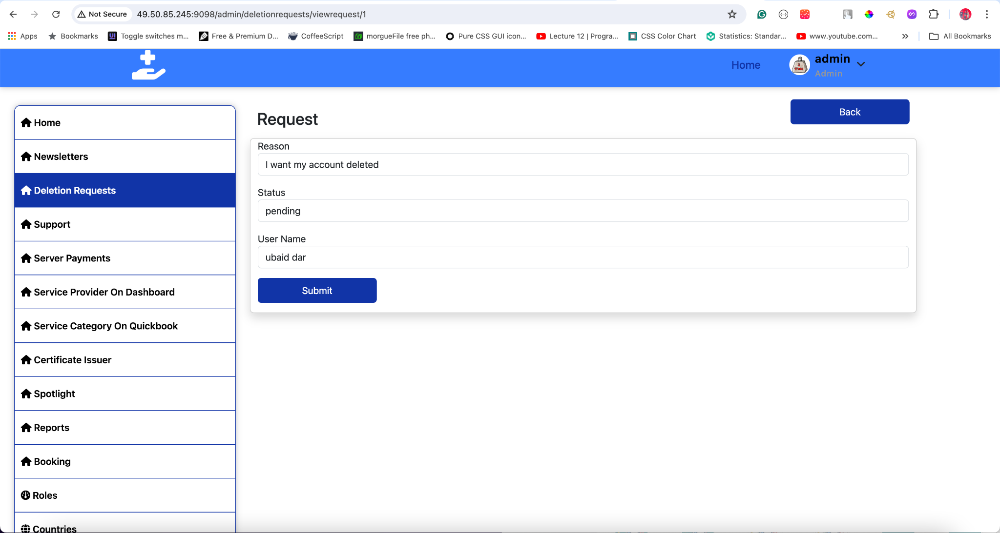 Not Secure 49.50.85.245:9098/admin/deletionrequests/viewrequest/1
Apps Bookmarks Toggle switches m... Free & Premium D... CoffeeScript morgueFile free ph... Pure CSS GUI icon... Lecture 12 | Progra... CSS Color Chart Statistics: Standar... www.youtube.com... All Bookmarks
Home
admin
Admin
Home
Newsletters
Deletion Requests
Support
Server Payments
Service Provider On Dashboard
Service Category On Quickbook
Certificate Issuer
Spotlight
Reports
Booking
Roles
Countries
Request
Back
Reason
I want my account deleted
Status
pending
User Name
ubaid dar
Submit